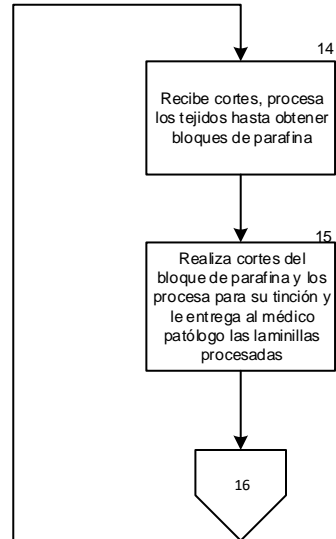 14
Recibe cortes, procesa
los tejidos hasta obtener
bloques de parafina
15
Realiza cortes del
bloque de parafina y los
procesa para su tinción y
le entrega al médico
patólogo las laminillas
procesadas
16